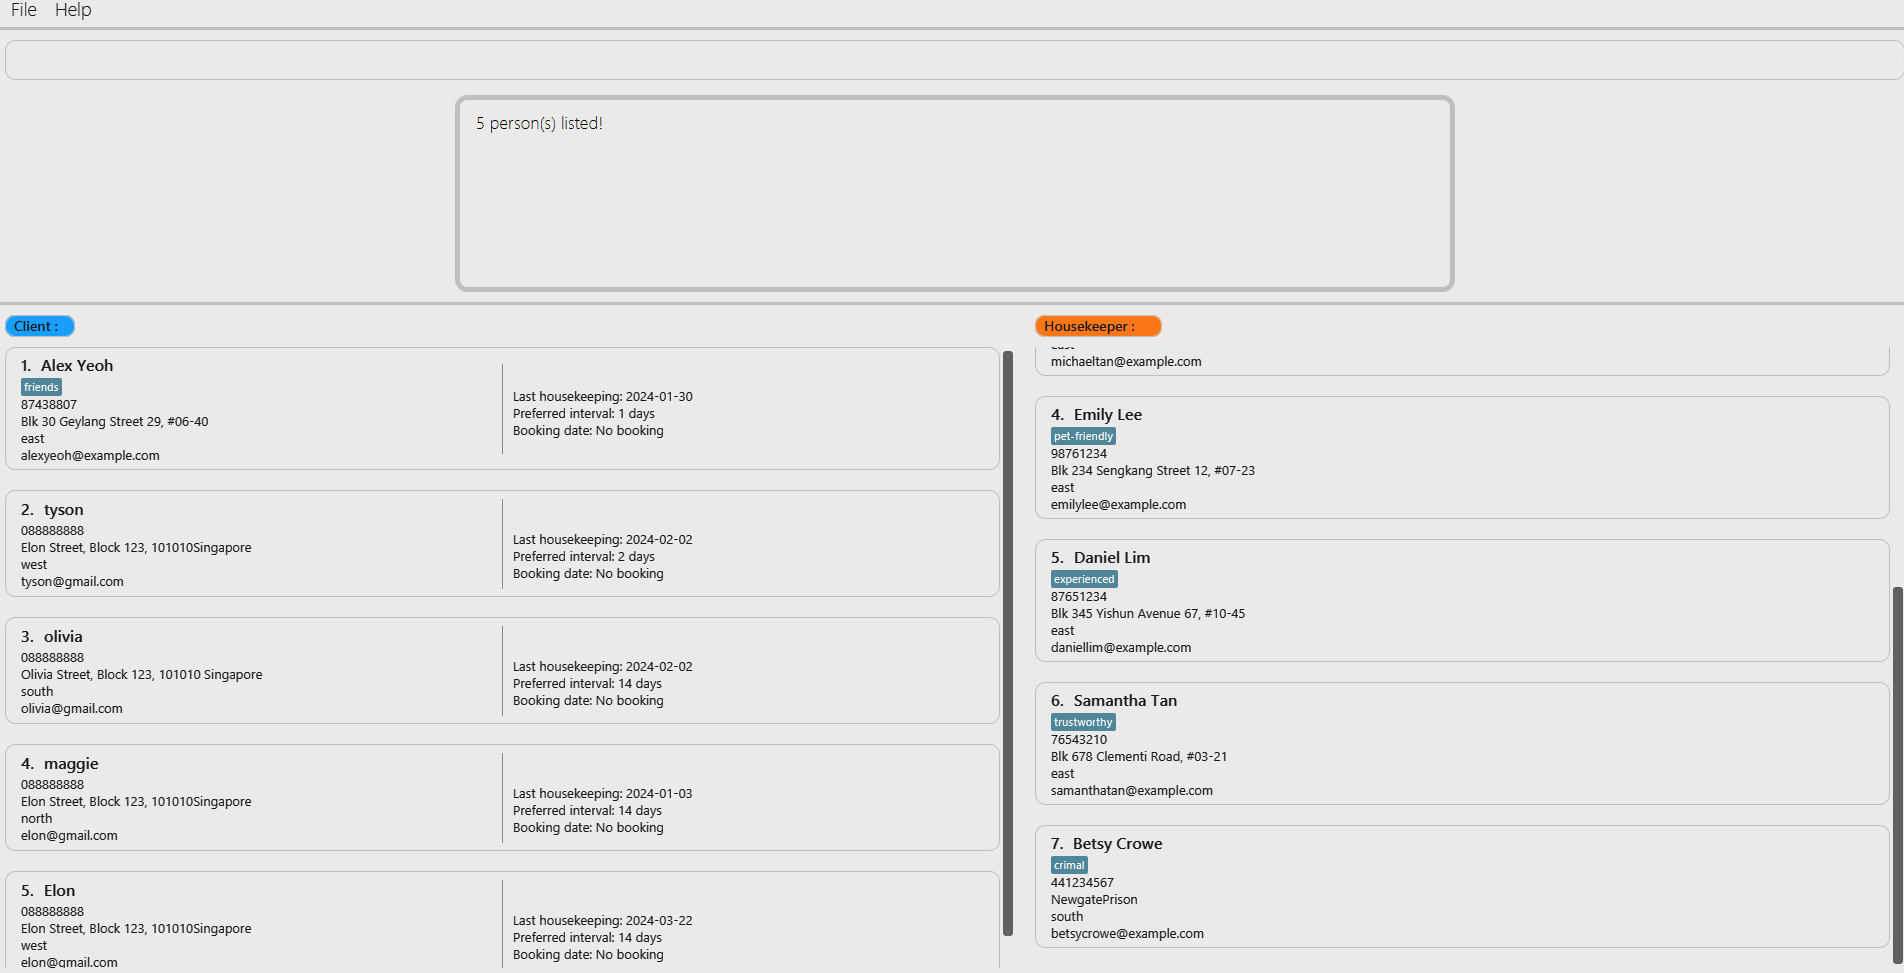 File Help
5 person(s) listed!
Client :
1. Alex Yeoh
friends
87438807
Blk 30 Geylang Street 29, #06-40
east
alexyeoh@example.com
Last housekeeping: 2024-01-30
Preferred interval: 1 days
Booking date: No booking
2. tyson
088888888
Elon Street, Block 123, 101010Singapore
west
tyson@gmail.com
Last housekeeping: 2024-02-02
Preferred interval: 2 days
Booking date: No booking
3. olivia
088888888
Olivia Street, Block 123, 101010 Singapore
south
olivia@gmail.com
Last housekeeping: 2024-02-02
Preferred interval: 14 days
Booking date: No booking
4. maggie
088888888
Elon Street, Block 123, 101010Singapore
north
elon@gmail.com
Last housekeeping: 2024-01-03
Preferred interval: 14 days
Booking date: No booking
5. Elon
088888888
Elon Street, Block 123, 101010Singapore
west
elon@gmail.com
Last housekeeping: 2024-03-22
Preferred interval: 14 days
Booking date: No booking
Housekeeper :
east
michaeltan@example.com
4. Emily Lee
pet-friendly
98761234
Blk 234 Sengkang Street 12, #07-23
east
emilylee@example.com
5. Daniel Lim
experienced
87651234
Blk 345 Yishun Avenue 67, #10-45
east
daniellim@example.com
6. Samantha Tan
trustworthy
76543210
Blk 678 Clementi Road, #03-21
east
samanthatan@example.com
7. Betsy Crowe
crimal
441234567
NewgatePrison
south
betsycrowe@example.com